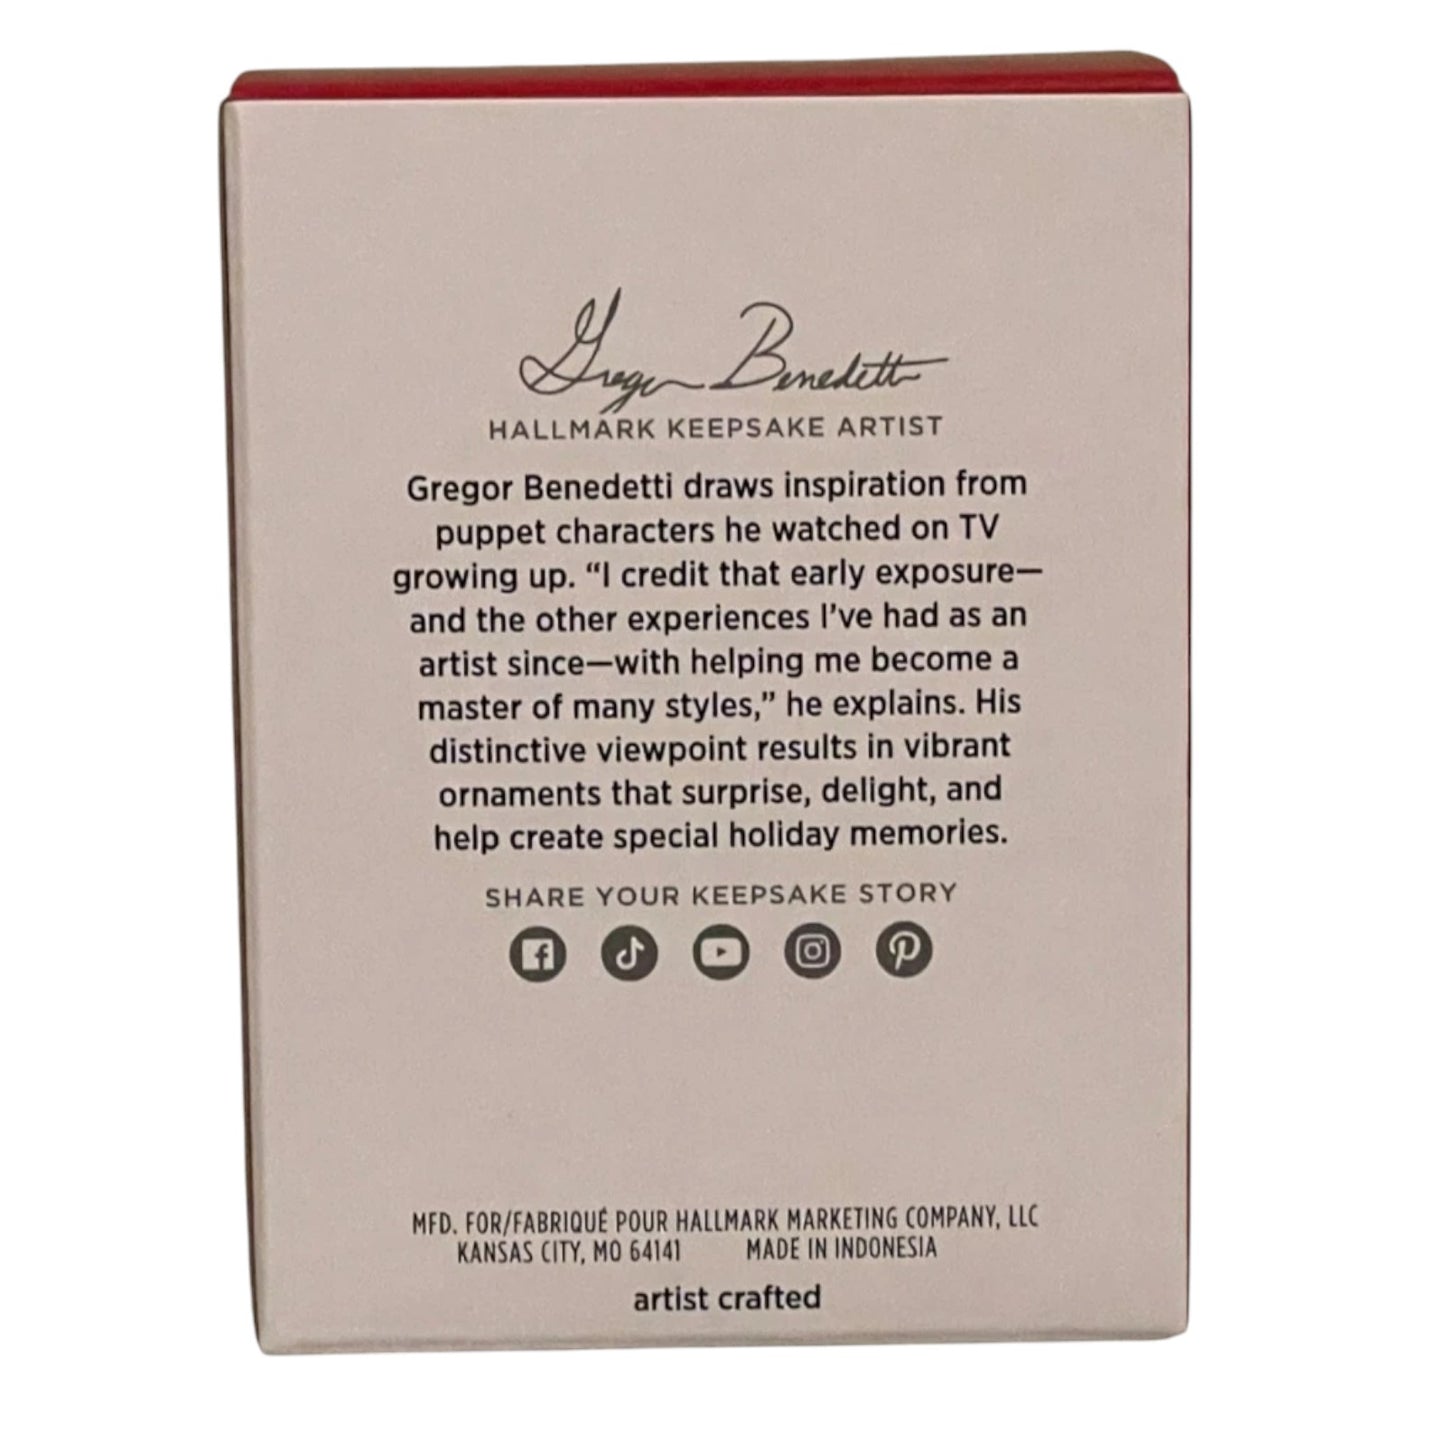 Gregor Benedetti
HALLMARK KEEPSAKE ARTIST
Gregor Benedetti draws inspiration from
puppet characters he watched on TV
growing up. “I credit that early exposure—
and the other experiences I’ve had as an
artist since—with helping me become a
master of many styles,” he explains. His
distinctive viewpoint results in vibrant
ornaments that surprise, delight, and
help create special holiday memories.
SHARE YOUR KEEPSAKE STORY
MFD. FOR/FABRIQUÉ POUR HALLMARK MARKETING COMPANY, LLC
KANSAS CITY, MO 64141 MADE IN INDONESIA
artist crafted